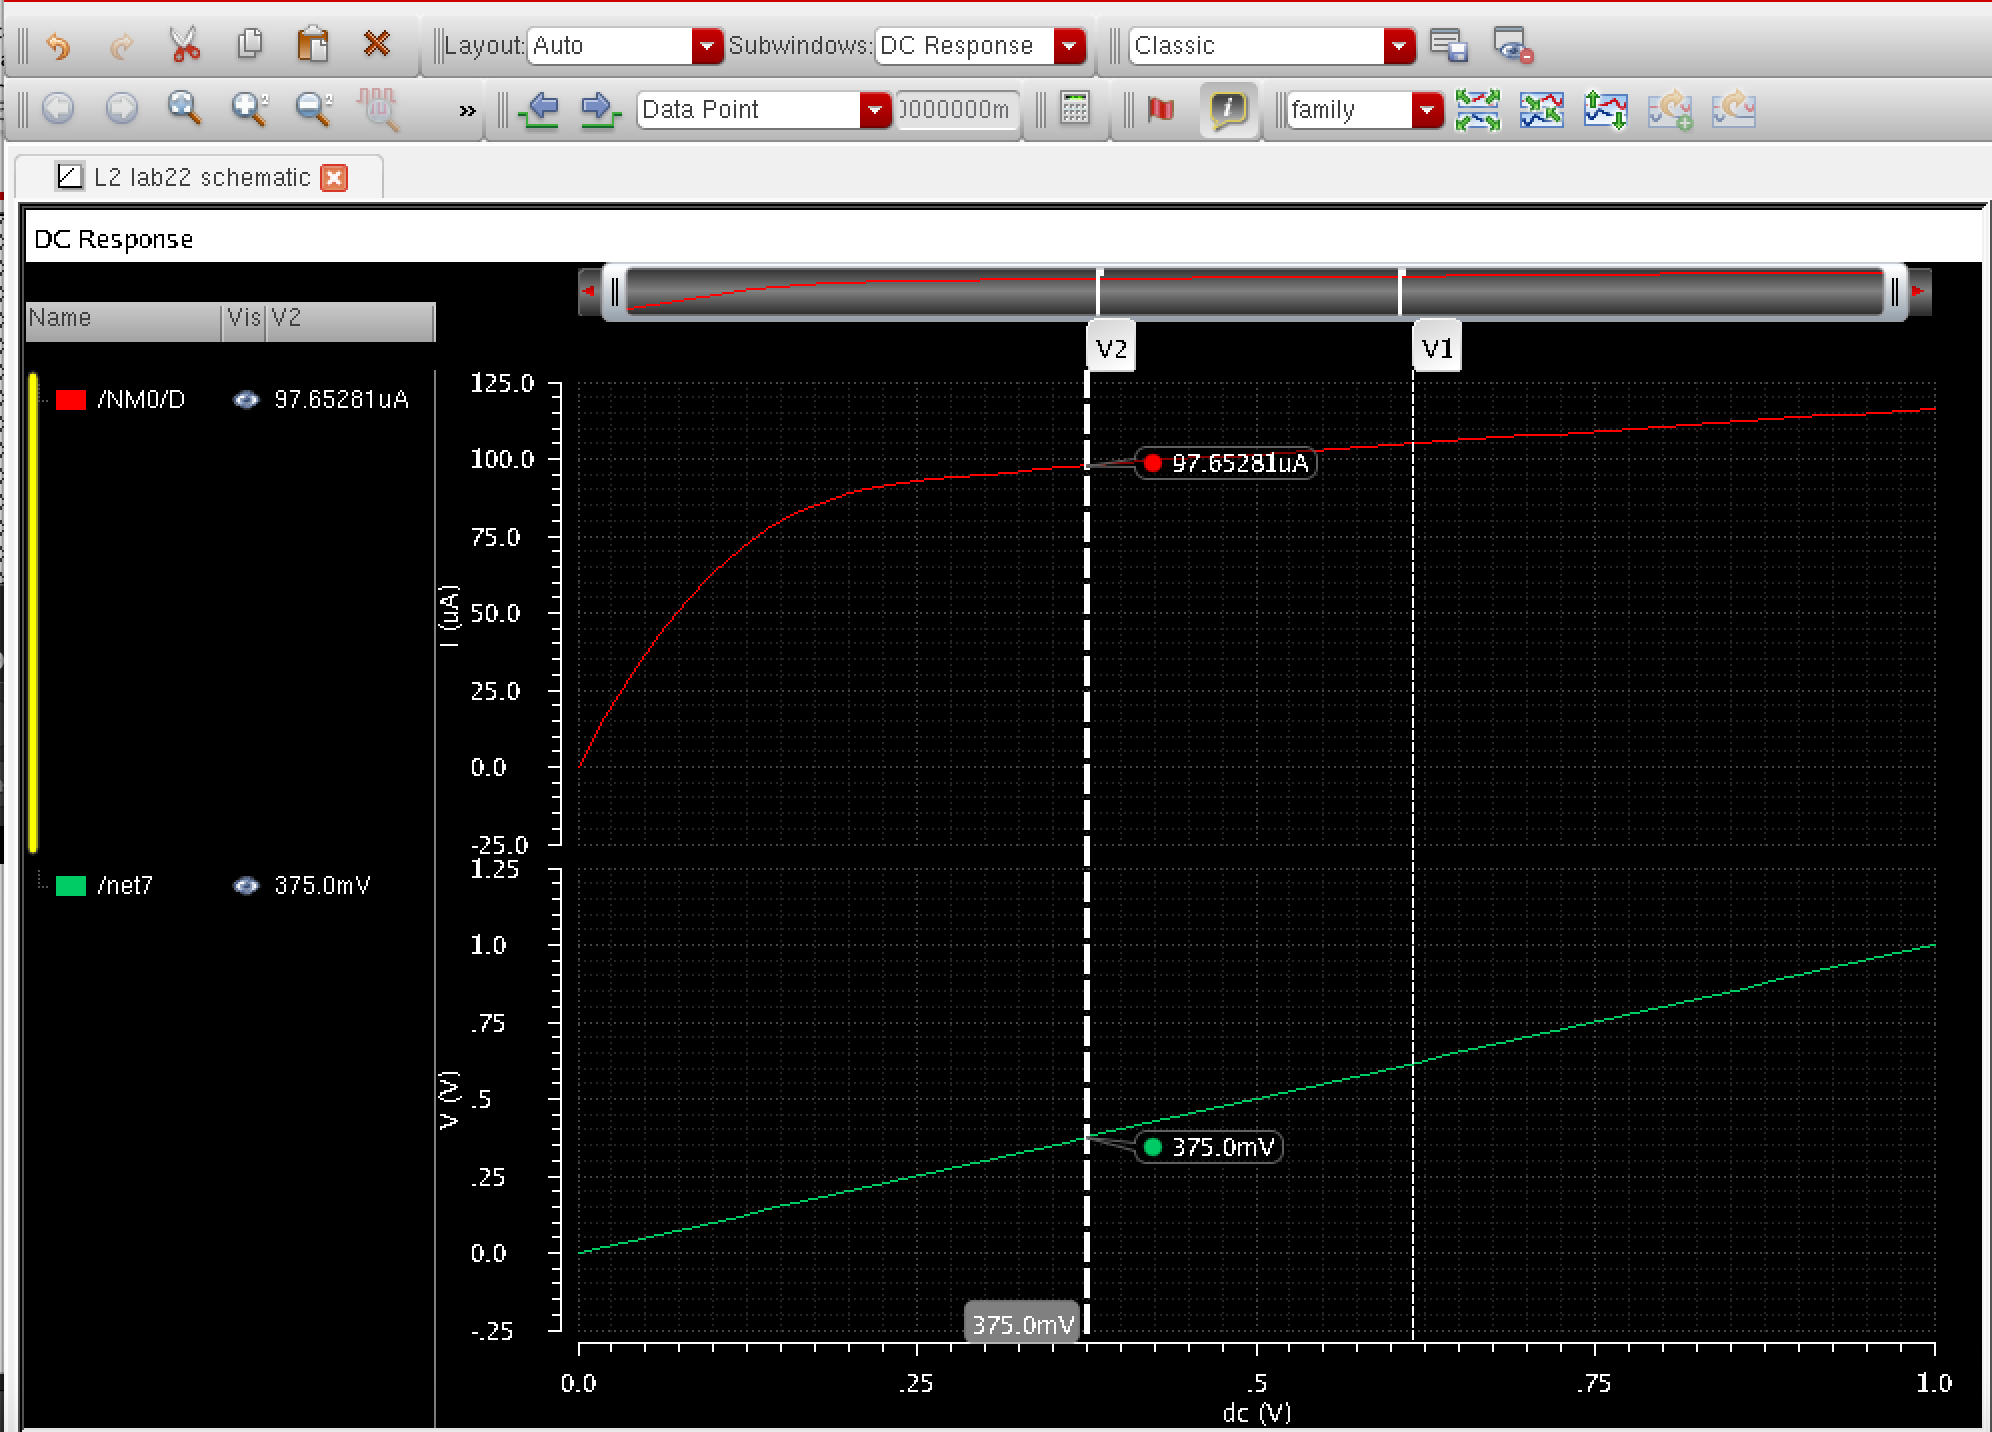 Layout: Auto Subwindows: DC Response Classic
» Data Point 0000000m i family
L2 lab22 schematic
DC Response
Name Vis V2
V2 V1
/NM0/D 97.65281uA
125.0
100.0
97.65281uA
75.0
50.0
25.0
0.0
-25.0
I (uA)
/net7 375.0mV
1.25
1.0
.75
.5
.25
0.0
-.25
V (V)
375.0mV
375.0mV
0.0 .25 .5 .75 1.0
dc (V)